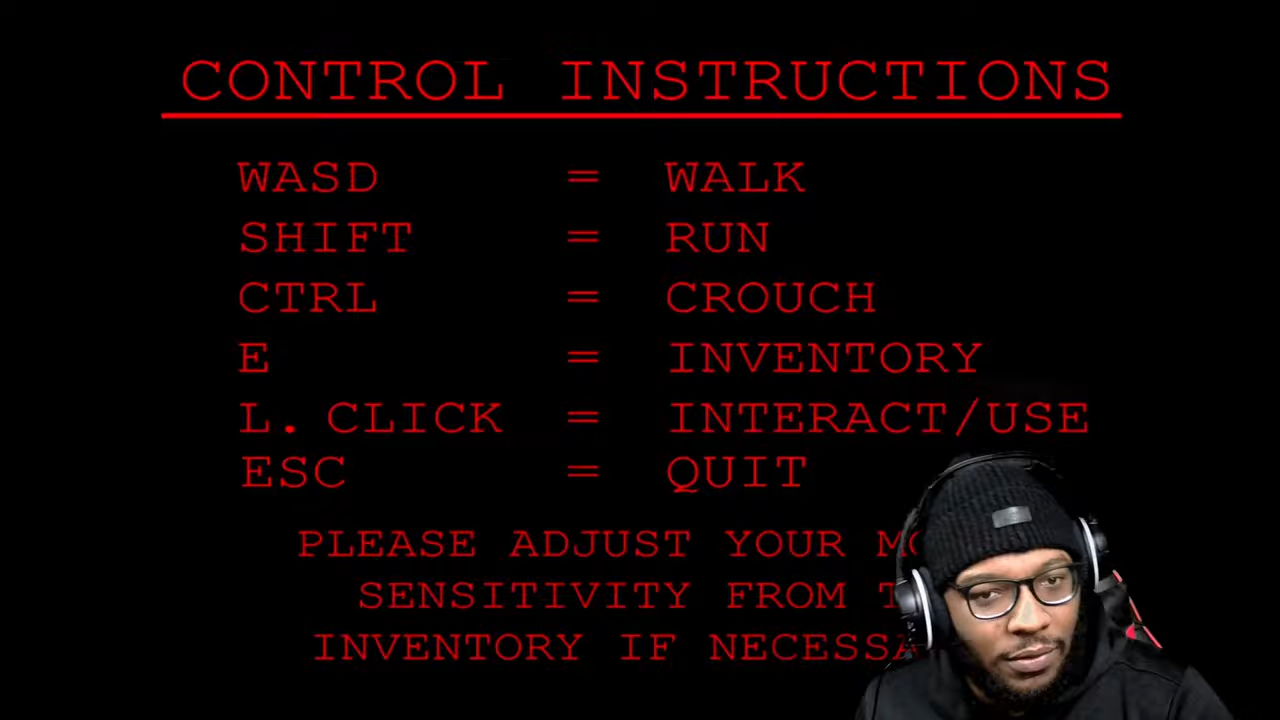 CONTROL INSTRUCTIONS
WASD = WALK
SHIFT = RUN
CTRL = CROUCH
E = INVENTORY
L. CLICK = INTERACT/USE
ESC = QUIT
PLEASE ADJUST YOUR
SENSITIVITY FROM
INVENTORY IF